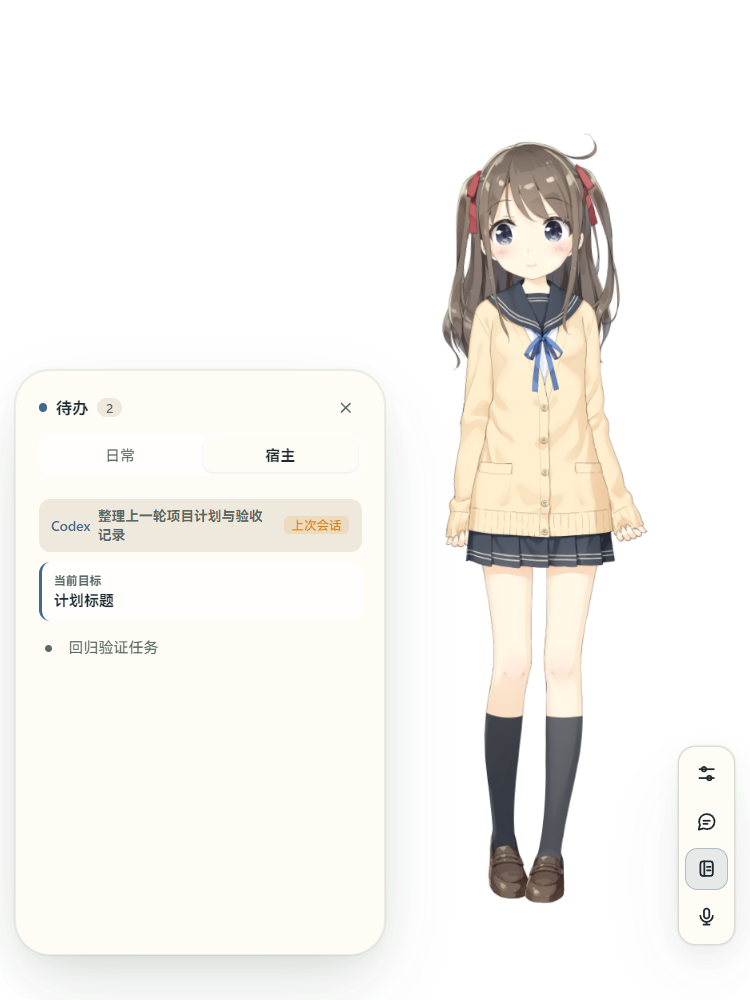 待办 2
日常 宿主
Codex 整理上一轮项目计划与验收
记录
上次会话
当前目标
计划标题
回归验证任务